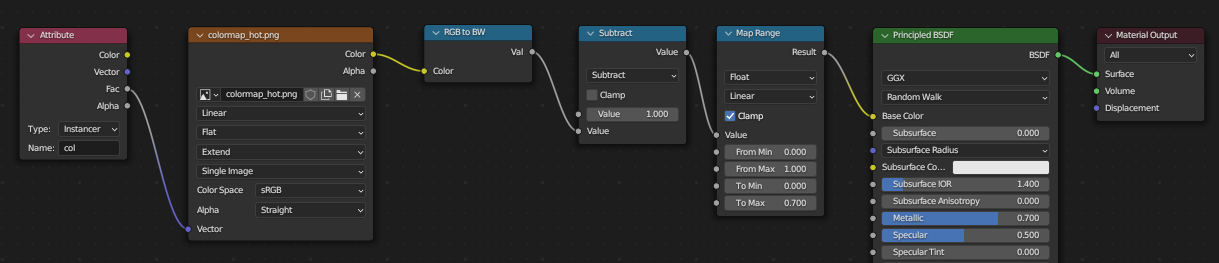 Attribute
Color
Vector
Fac
Alpha
Type: Instancer
Name: col
colormap_hot.png
Color
Alpha
colormap_hot.png
Linear
Flat
Extend
Single Image
Color Space sRGB
Alpha Straight
Vector
RGB to BW
Val
Color
Subtract
Value
Subtract
Clamp
Value 1.000
Value
Map Range
Result
Float
Linear
Clamp
Value
From Min 0.000
From Max 1.000
To Min 0.000
To Max 0.700
Principled BSDF
BSDF
GGX
Random Walk
Base Color
Subsurface 0.000
Subsurface Radius
Subsurface Co...
Subsurface IOR 1.400
Subsurface Anisotropy 0.000
Metallic 0.700
Specular 0.500
Specular Tint 0.000
Material Output
All
Surface
Volume
Displacement